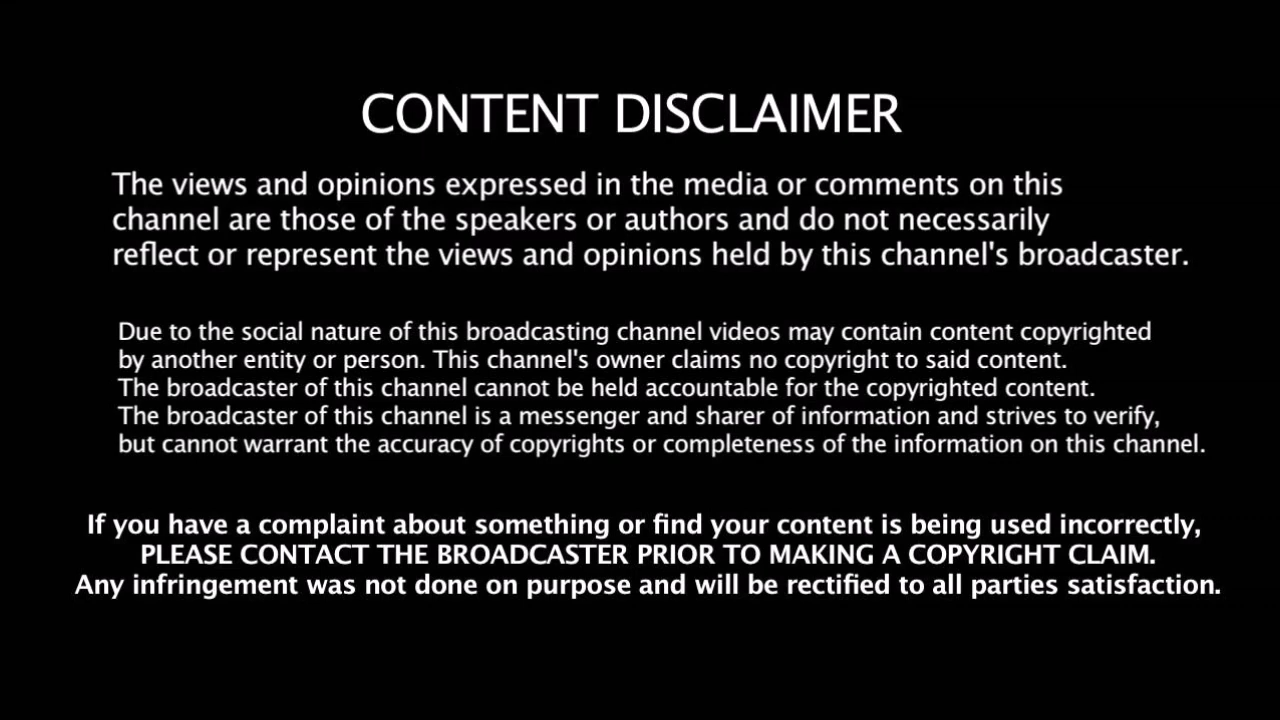 CONTENT DISCLAIMER
The views and opinions expressed in the media or comments on this
channel are those of the speakers or authors and do not necessarily
reflect or represent the views and opinions held by this channel's broadcaster.
Due to the social nature of this broadcasting channel videos may contain content copyrighted
by another entity or person. This channel's owner claims no copyright to said content.
The broadcaster of this channel cannot be held accountable for the copyrighted content.
The broadcaster of this channel is a messenger and sharer of information and strives to verify,
but cannot warrant the accuracy of copyrights or completeness of the information on this channel.
If you have a complaint about something or find your content is being used incorrectly,
PLEASE CONTACT THE BROADCASTER PRIOR TO MAKING A COPYRIGHT CLAIM.
Any infringement was not done on purpose and will be rectified to all parties satisfaction.